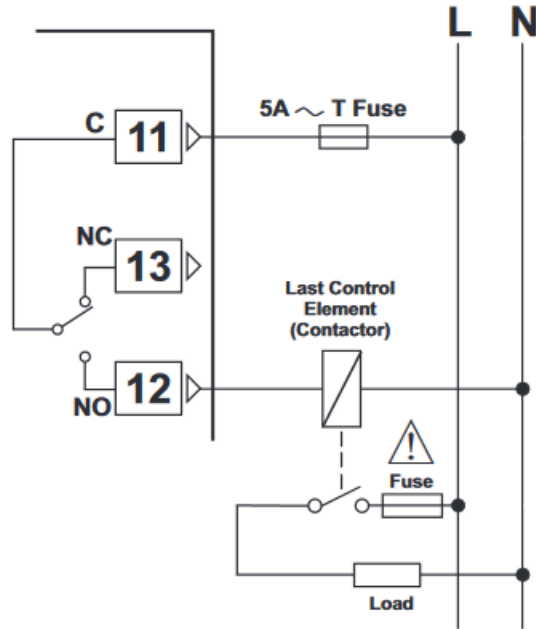 L N
5A ~ T Fuse
C
11
NC
13
Last Control
Element
(Contactor)
12
NO
Fuse
Load